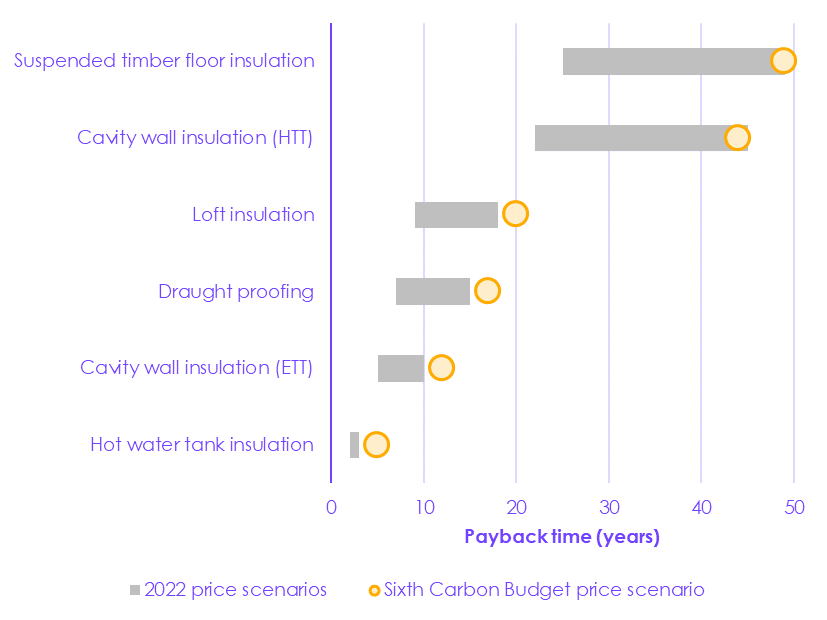 Suspended timber floor insulation
Cavity wall insulation (HTT)
Loft insulation
Draught proofing
Cavity wall insulation (ETT)
Hot water tank insulation
0 10 20 30 40 50
Payback time (years)
2022 price scenarios Sixth Carbon Budget price scenario